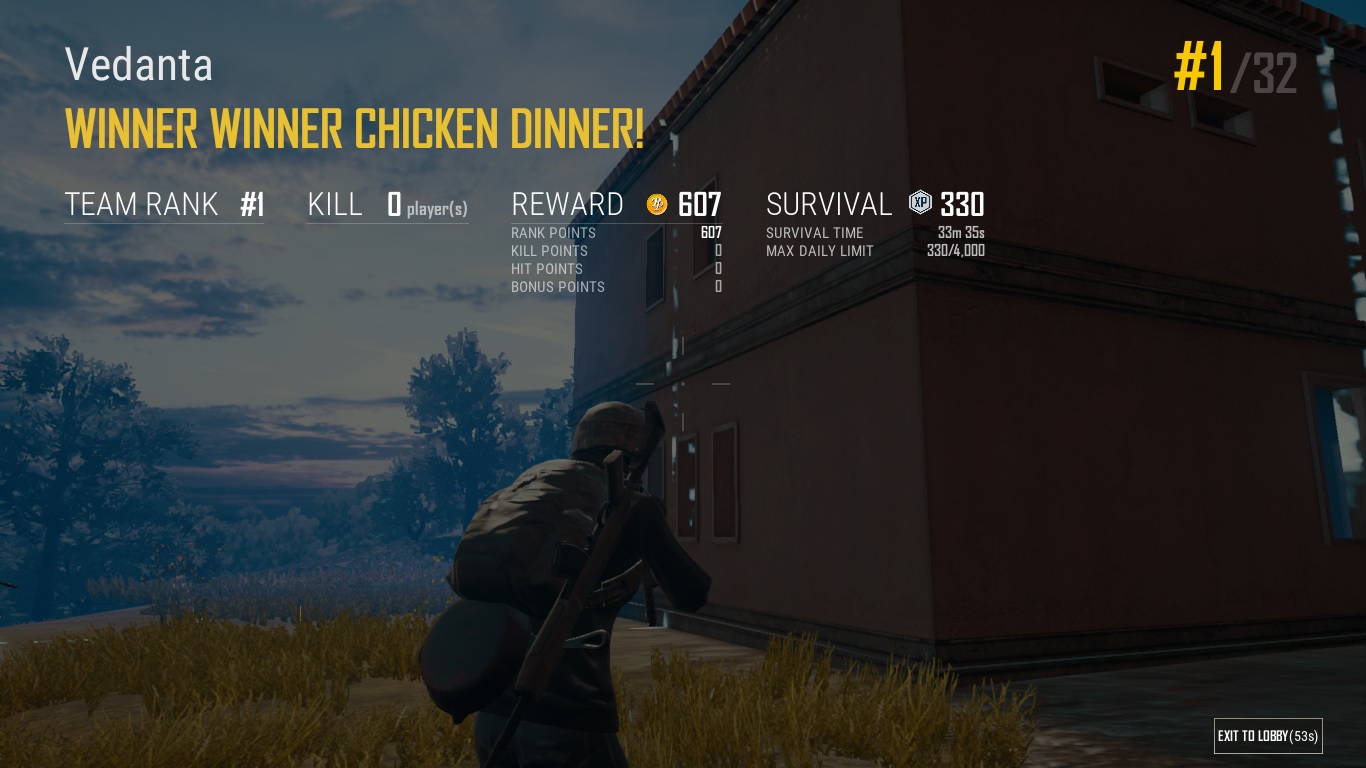 Vedanta
#1/32
WINNER WINNER CHICKEN DINNER!
TEAM RANK #1
KILL 0 player(s)
REWARD 607
RANK POINTS 607
KILL POINTS 0
HIT POINTS 0
BONUS POINTS 0
SURVIVAL XP 330
SURVIVAL TIME 33m 35s
MAX DAILY LIMIT 330/4,000
EXIT TO LOBBY(53s)